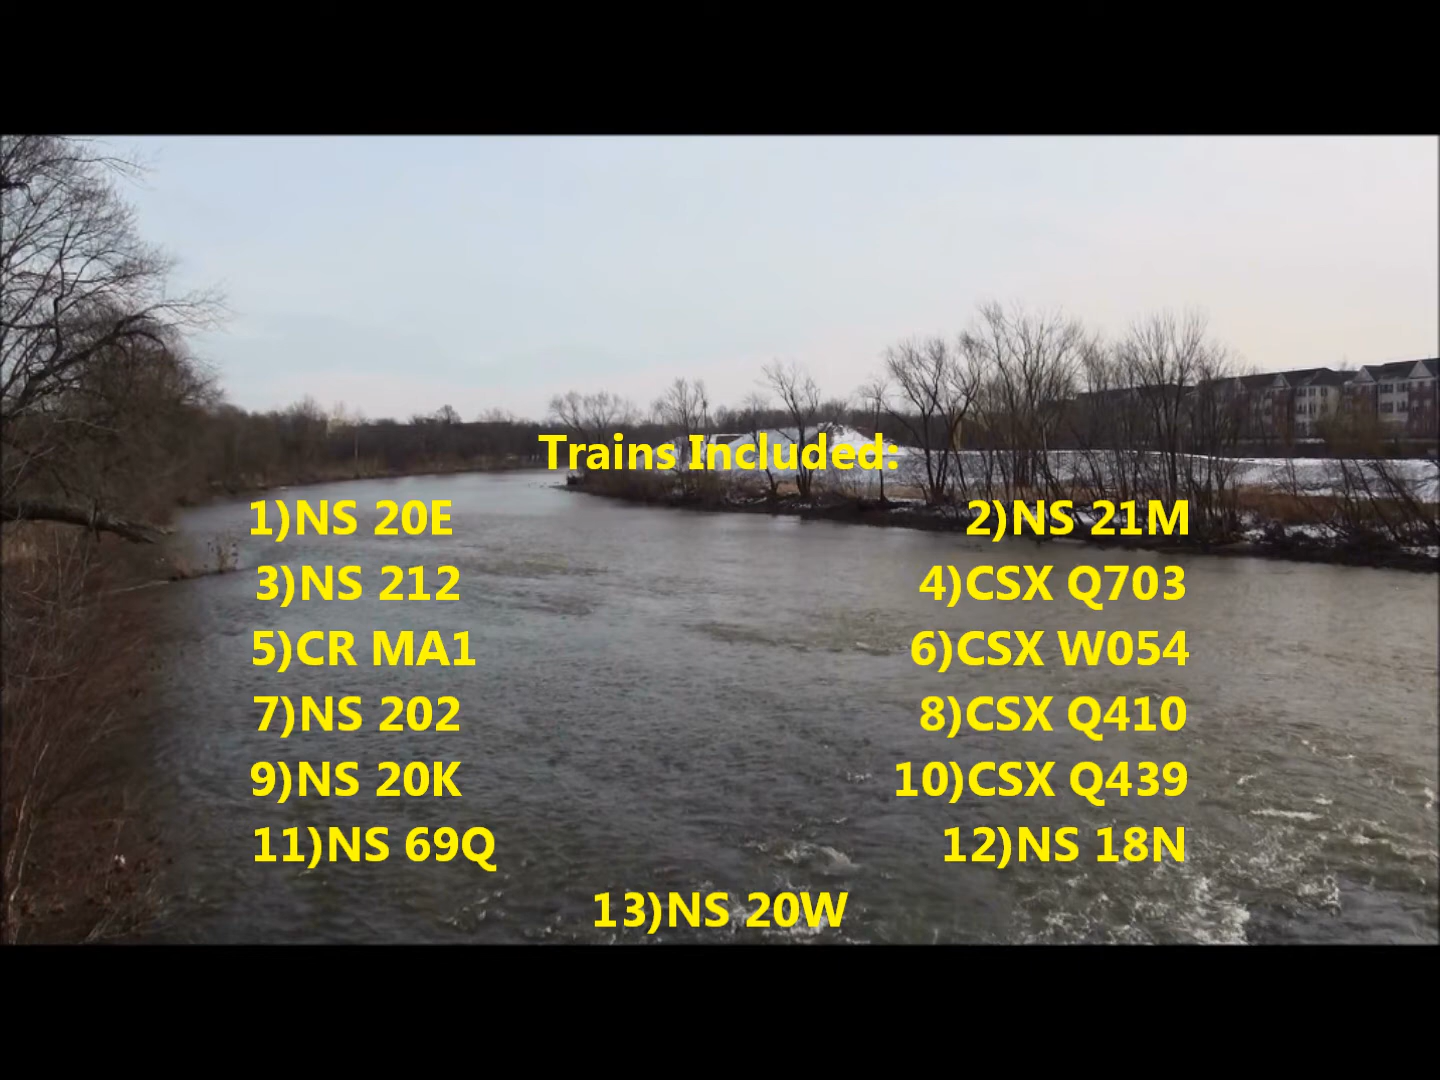 Trains Included:
1)NS 20E 2)NS 21M
3)NS 212 4)CSX Q703
5)CR MA1 6)CSX W054
7)NS 202 8)CSX Q410
9)NS 20K 10)CSX Q439
11)NS 69Q 12)NS 18N
13)NS 20W